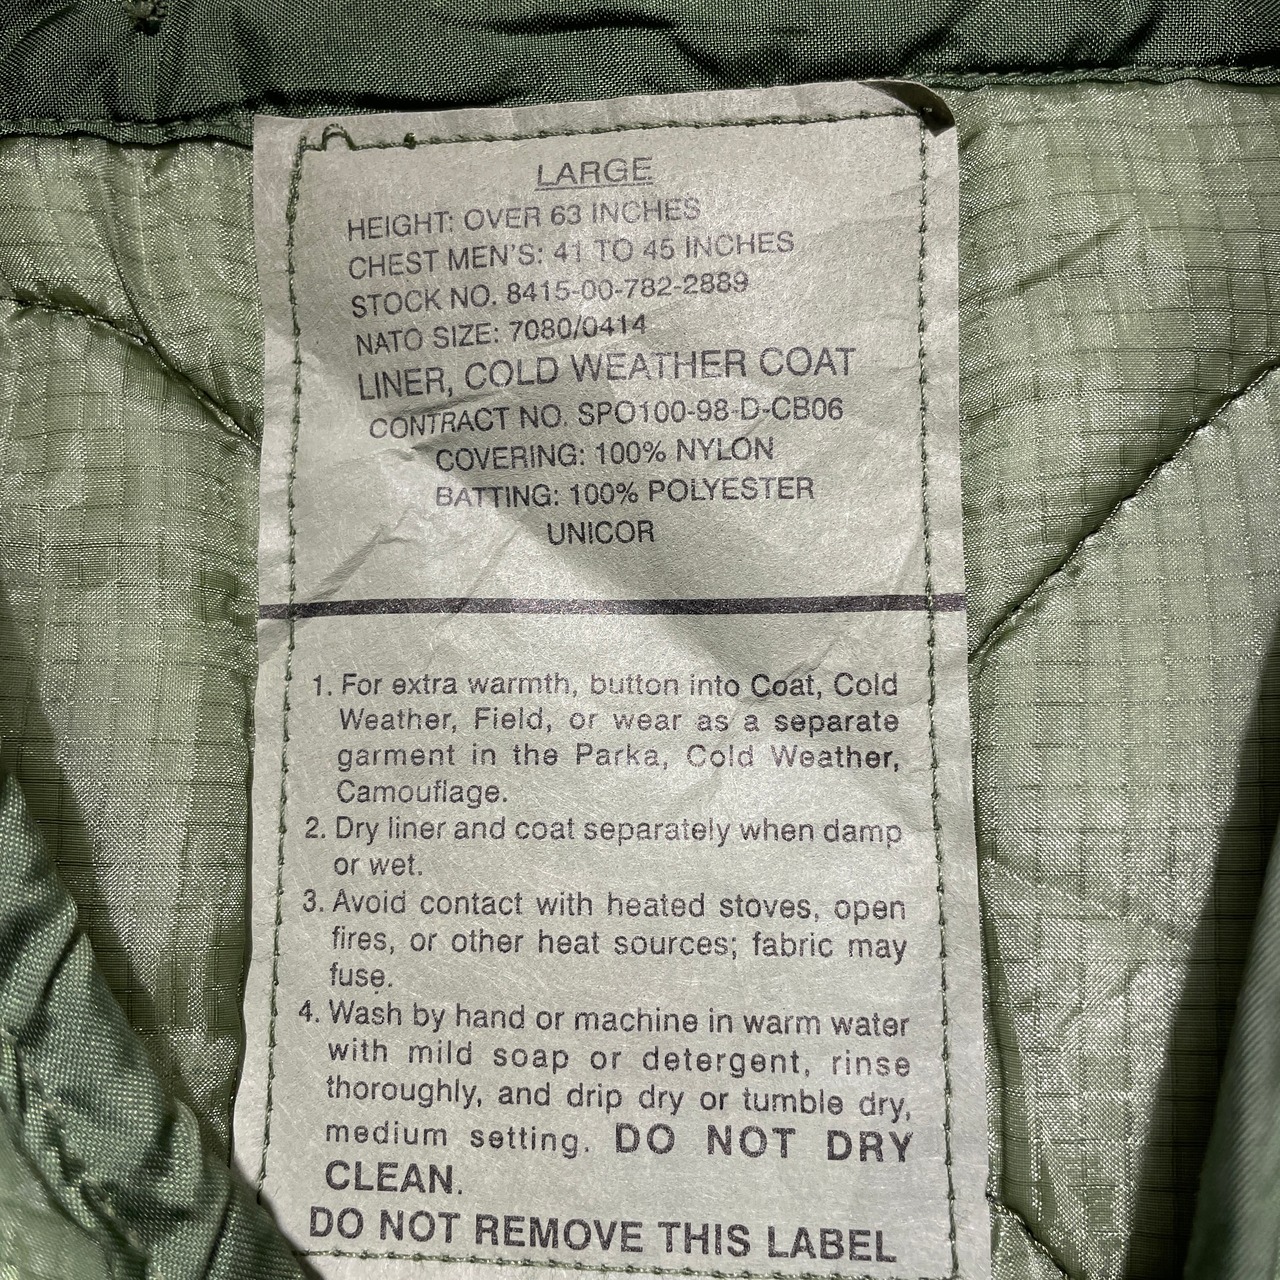 LARGE
HEIGHT: OVER 63 INCHES
CHEST MEN'S: 41 TO 45 INCHES
STOCK NO. 8415-00-782-2889
NATO SIZE: 7080/0414
LINER, COLD WEATHER COAT
CONTRACT NO. SPO100-98-D-CB06
COVERING: 100% NYLON
BATTING: 100% POLYESTER
UNICOR
1. For extra warmth, button into Coat, Cold
Weather, Field, or wear as a separate
garment in the Parka, Cold Weather,
Camouflage.
2. Dry liner and coat separately when damp
or wet.
3. Avoid contact with heated stoves, open
fires, or other heat sources; fabric may
fuse.
4. Wash by hand or machine in warm water
with mild soap or detergent, rinse
thoroughly, and drip dry or tumble dry,
medium setting. DO NOT DRY
CLEAN.
DO NOT REMOVE THIS LABEL